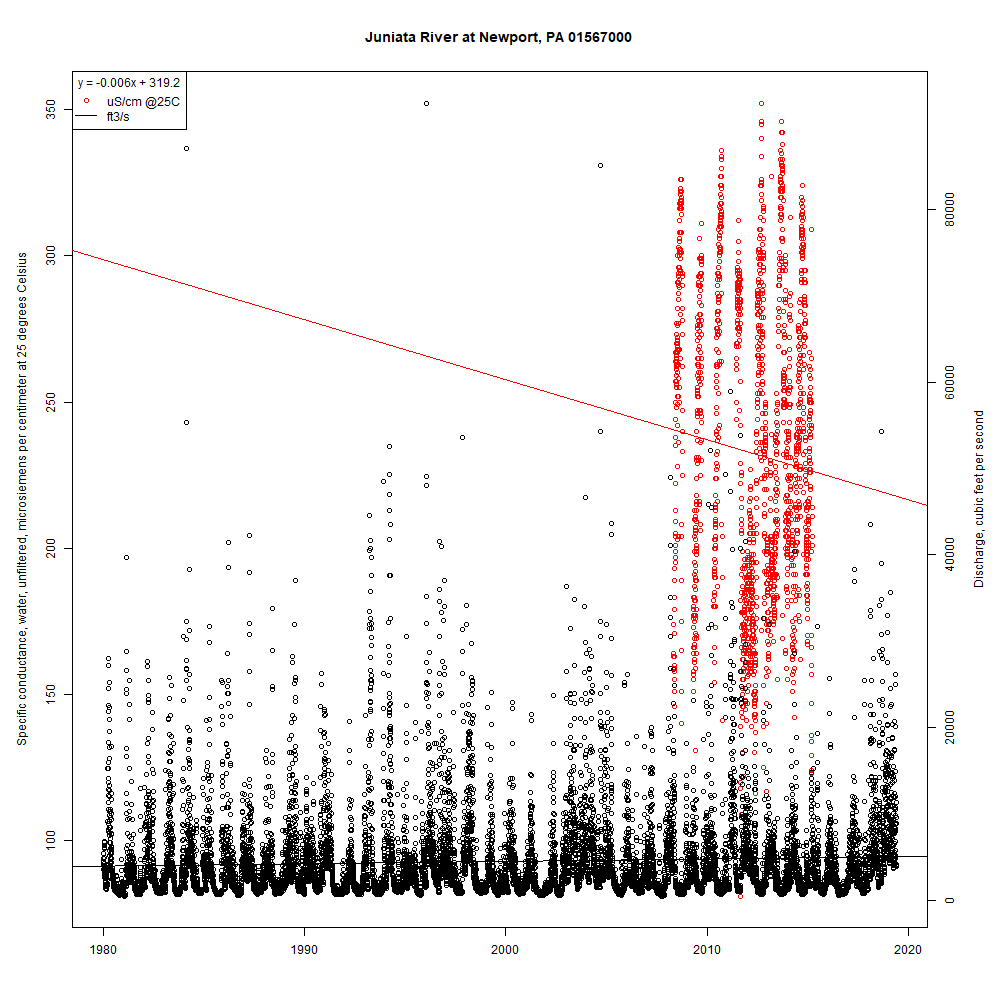 Juniata River at Newport, PA 01567000
y = -0.006x + 319.2
uS/cm @25C
ft3/s
Specific conductance, water, unfiltered, microsiemens per centimeter at 25 degrees Celsius
350
300
250
200
150
100
80000
60000
40000
20000
0
Discharge, cubic feet per second
1980
1990
2000
2010
2020